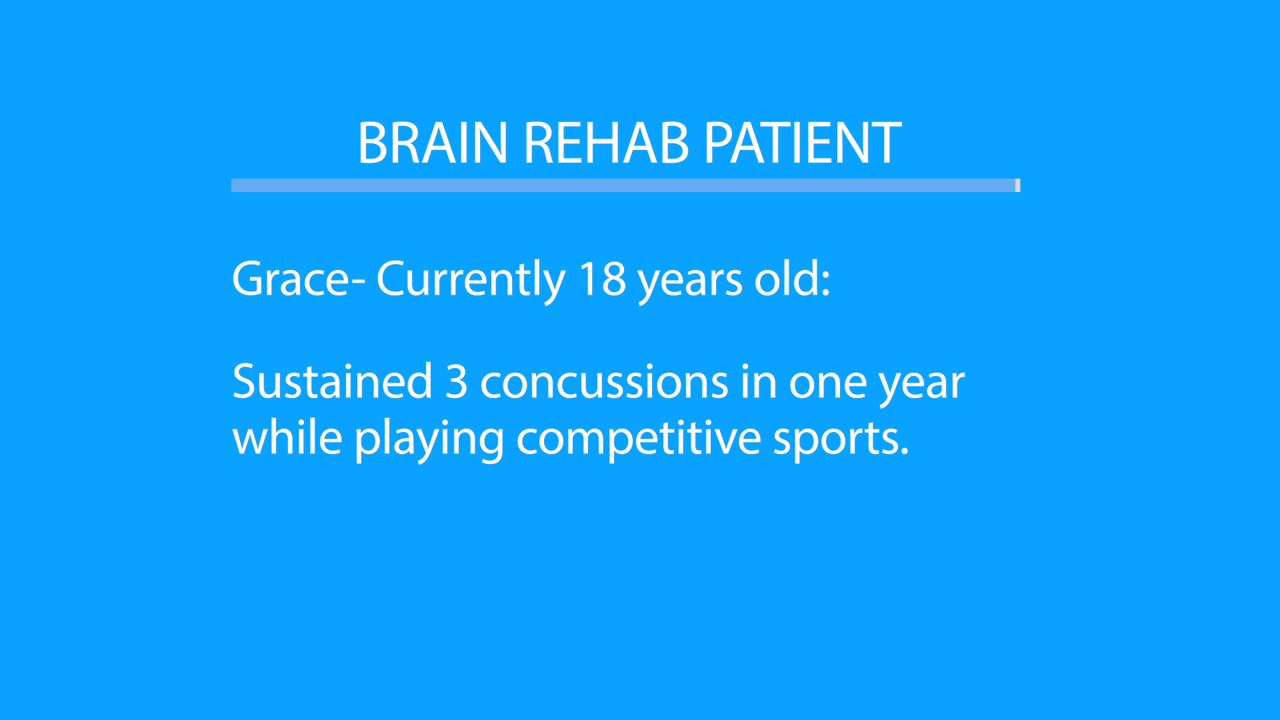 BRAIN REHAB PATIENT
Grace- Currently 18 years old:
Sustained 3 concussions in one year
while playing competitive sports.